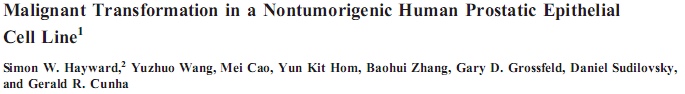 Malignant Transformation in a Nontumorigenic Human Prostatic Epithelial
Cell Line1
Simon W. Hayward,2 Yuzhuo Wang, Mei Cao, Yun Kit Hom, Baohui Zhang, Gary D. Grossfeld, Daniel Sudilovsky,
and Gerald R. Cunha